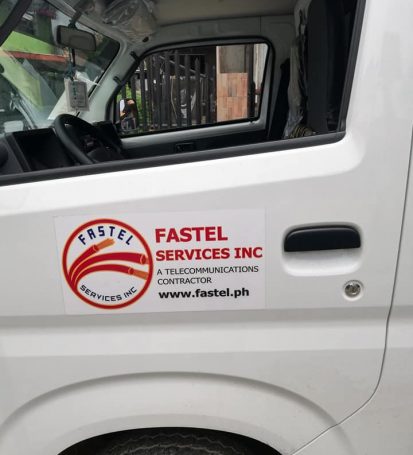 FASTEL
SERVICES INC
FASTEL
SERVICES INC
A TELECOMMUNICATIONS
CONTRACTOR
www.fastel.ph